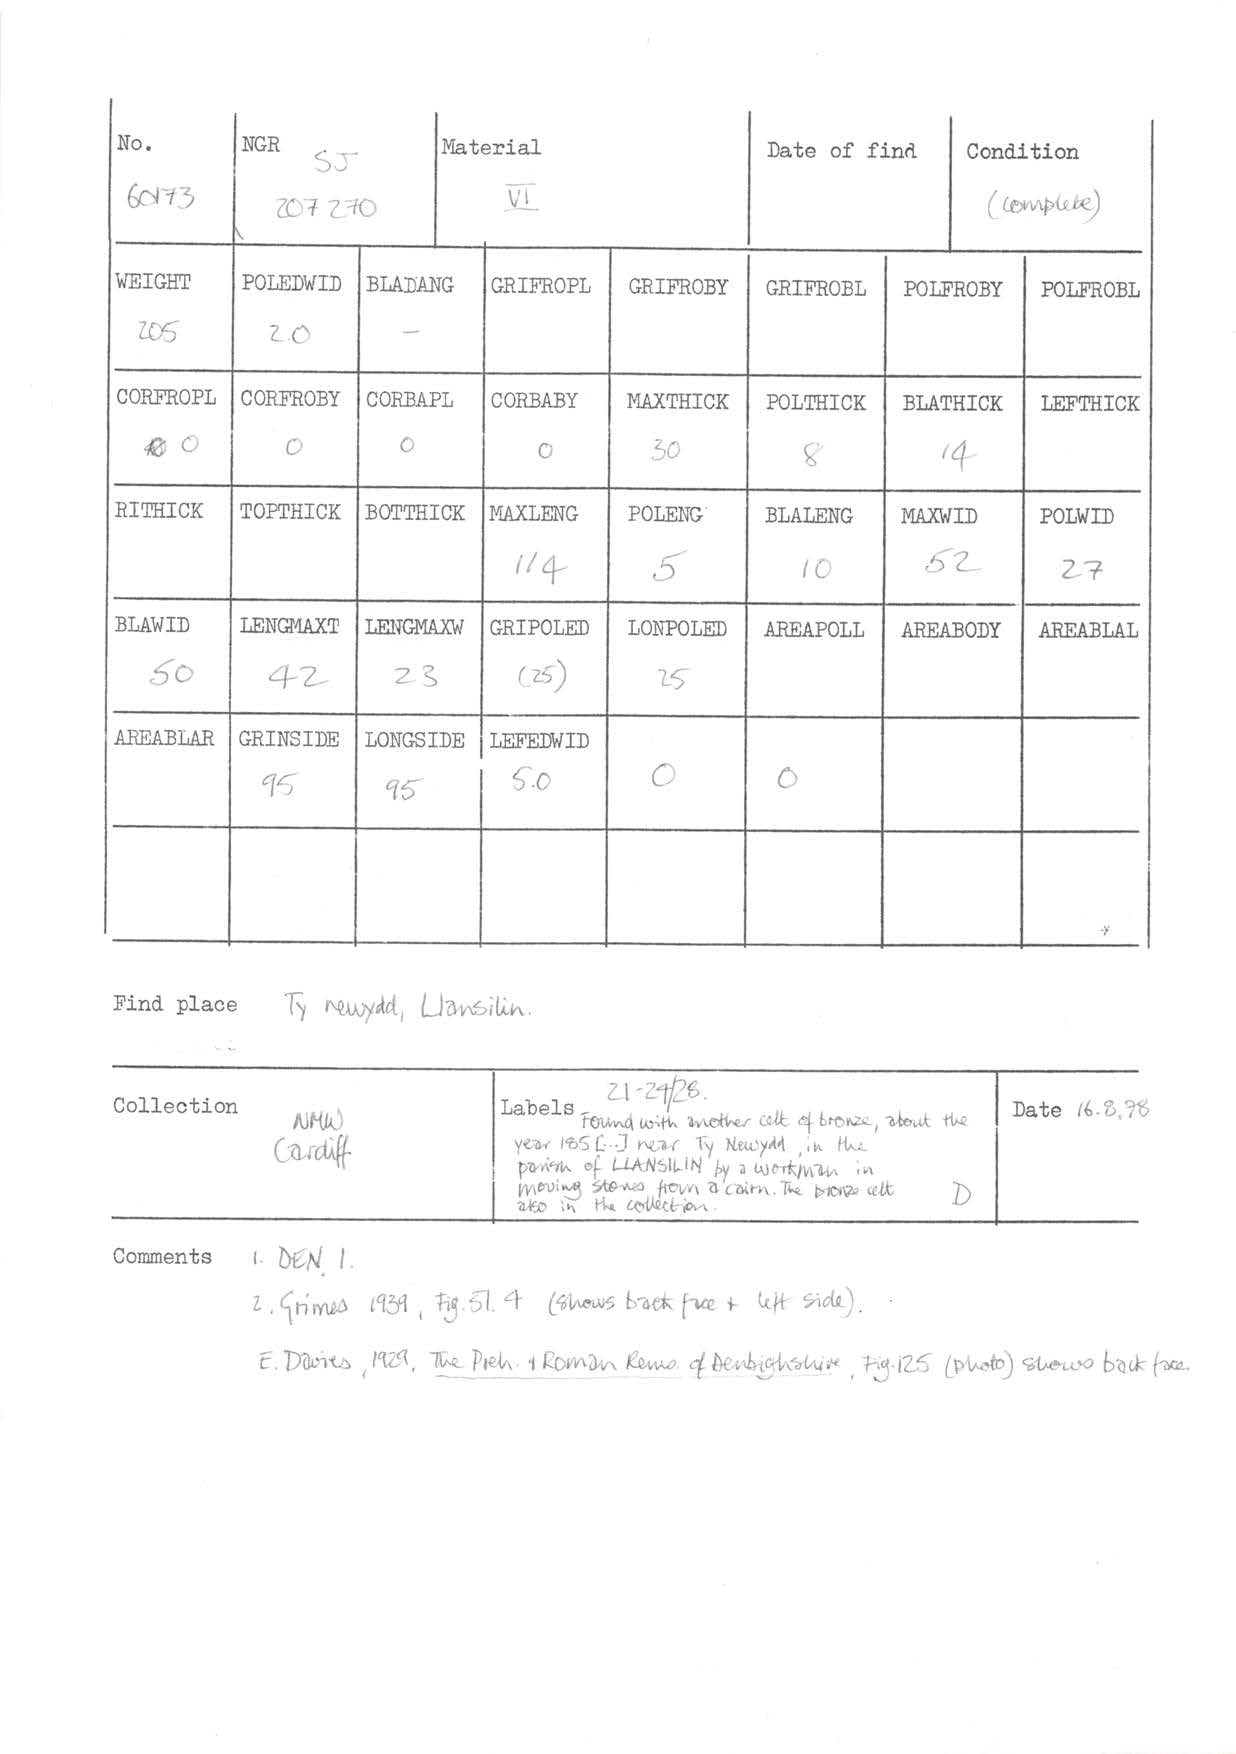 No. NGR Material Date of find Condition
SJ
60173 207 270 VI (complete)
WEIGHT POLEDWID BLADANG GRIFROPL GRIFROBY GRIFROBL POLFROBY POLFROBL
205 2.0 –
CORFROPL CORFROBY CORBAPL CORBABY MAXTHICK POLTHICK BLATHICK LEFTHICK
0 0 0 0 30 8 14
RITHICK TOPTHICK BOTTHICK MAXLENG POLENG BLALENG MAXWID POLWID
114 5 10 52 27
BLAWID LENGMAXT LENGMAXW GRIPOLED LONPOLED AREAPOLL AREABODY AREABLAL
50 42 23 (25) 25
AREABLAR GRINSIDE LONGSIDE LEFEDWID
95 95 5.0 0 0
Find place Ty newydd, Llansilin.
Collection
NMW
Cardiff
21-24/28.
Labels Found with another celt of bronze, about the
year 185[...] near Ty Newydd, in the
parish of LLANSILIN by a workman in
moving stones from a cairn. The bronze celt
also in the collection. D
Date 16.8.98
Comments 1. DEN 1.
2. Grimes 1939, Fig. 51. 4 (shows back face + left side).
E. Davies, 1929, The Preh. & Roman Rems. of Denbighshire, Fig. 125 (photo) shows back face.